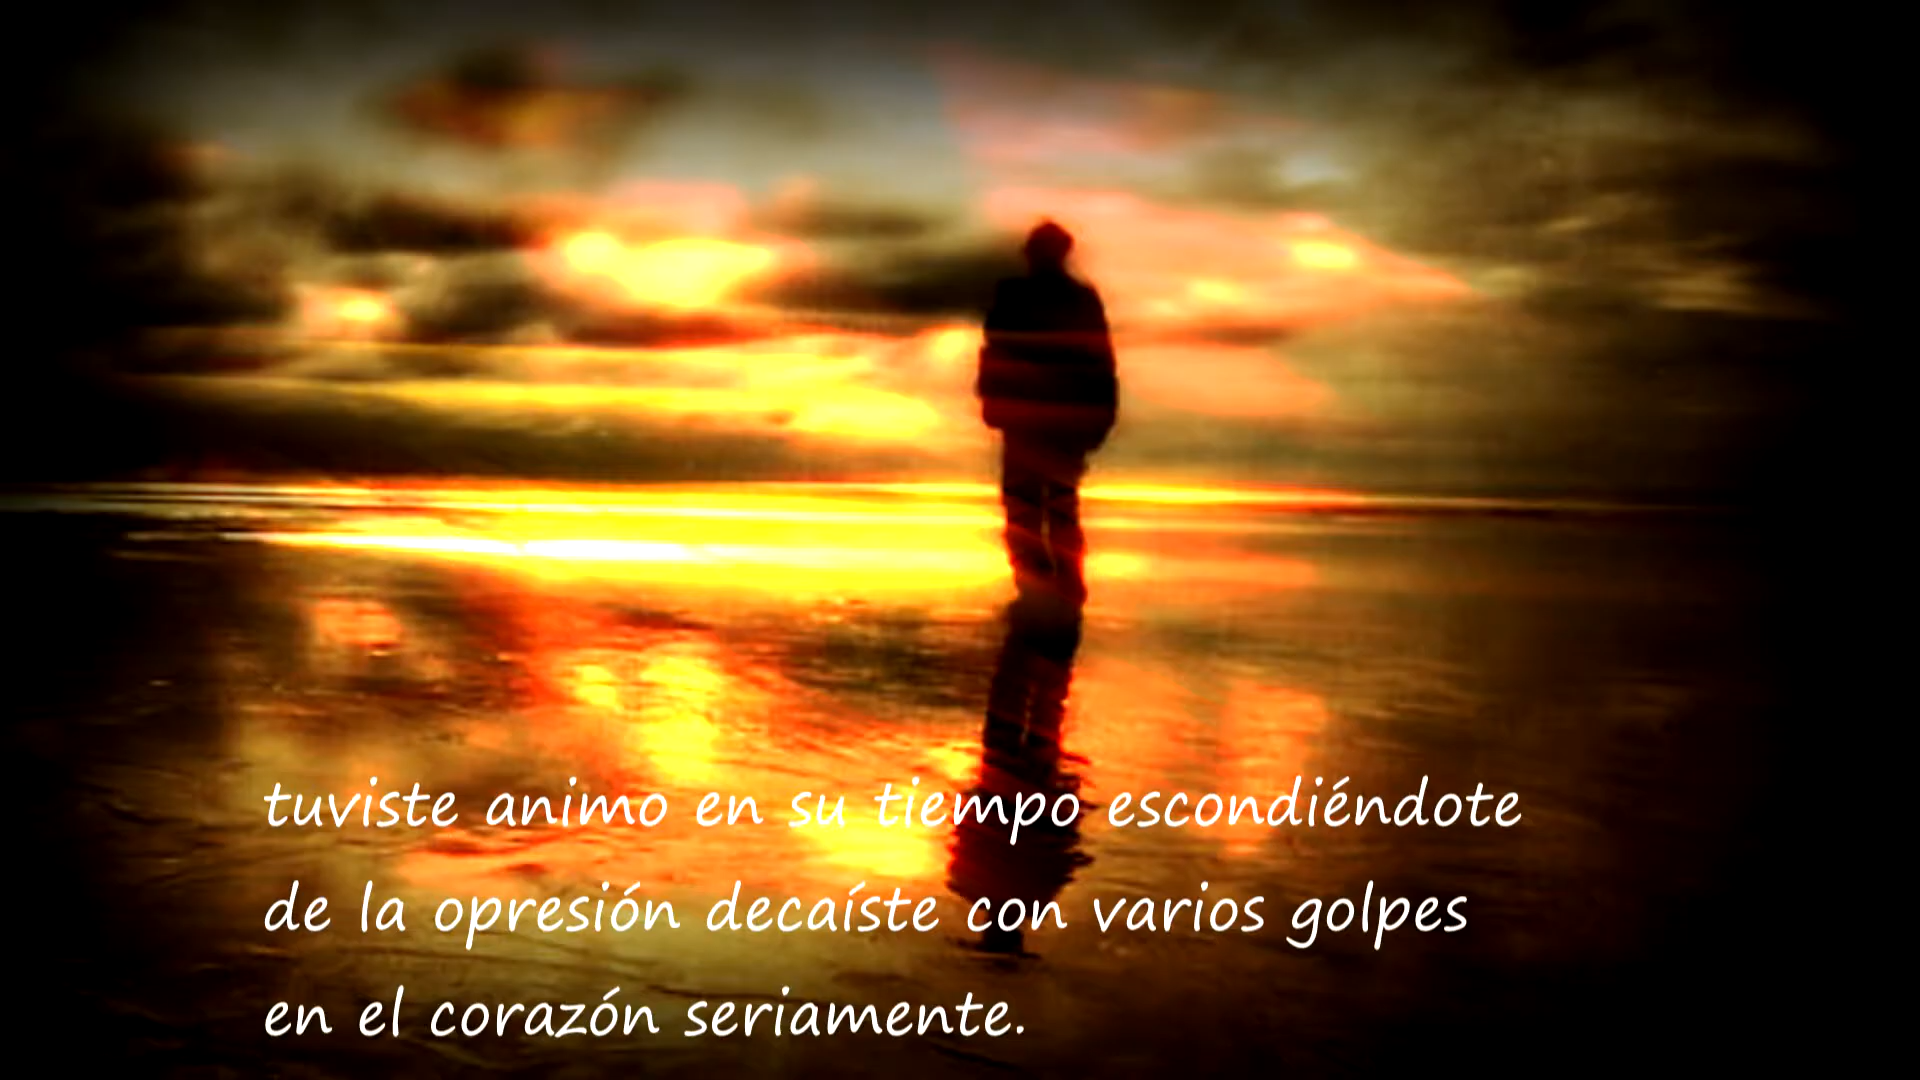 tuviste animo en su tiempo escondiéndote
de la opresión decaíste con varios golpes
en el corazón seriamente.